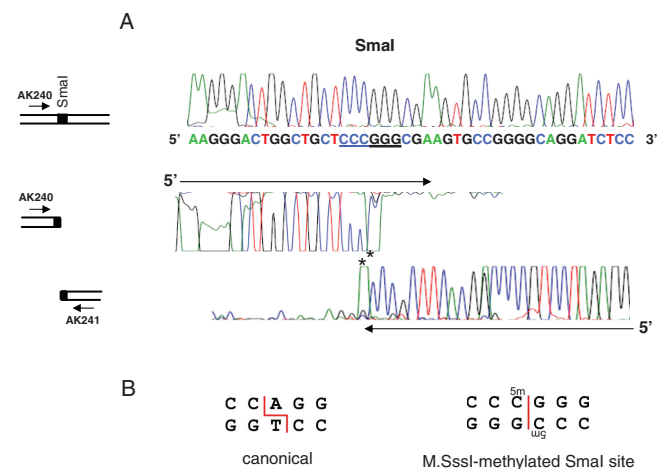 A
SmaI
AK240
SmaI
5' AAGGGACTGGCTGCTCCCGGGCGAAGTGCCGGGGCAGGATCTCC 3'
5'
AK240
*
*
AK241
5'
B
C C A G G
G G T C C
canonical
5m
C C C G G G
G G G C C C
5m
M.SssI-methylated SmaI site